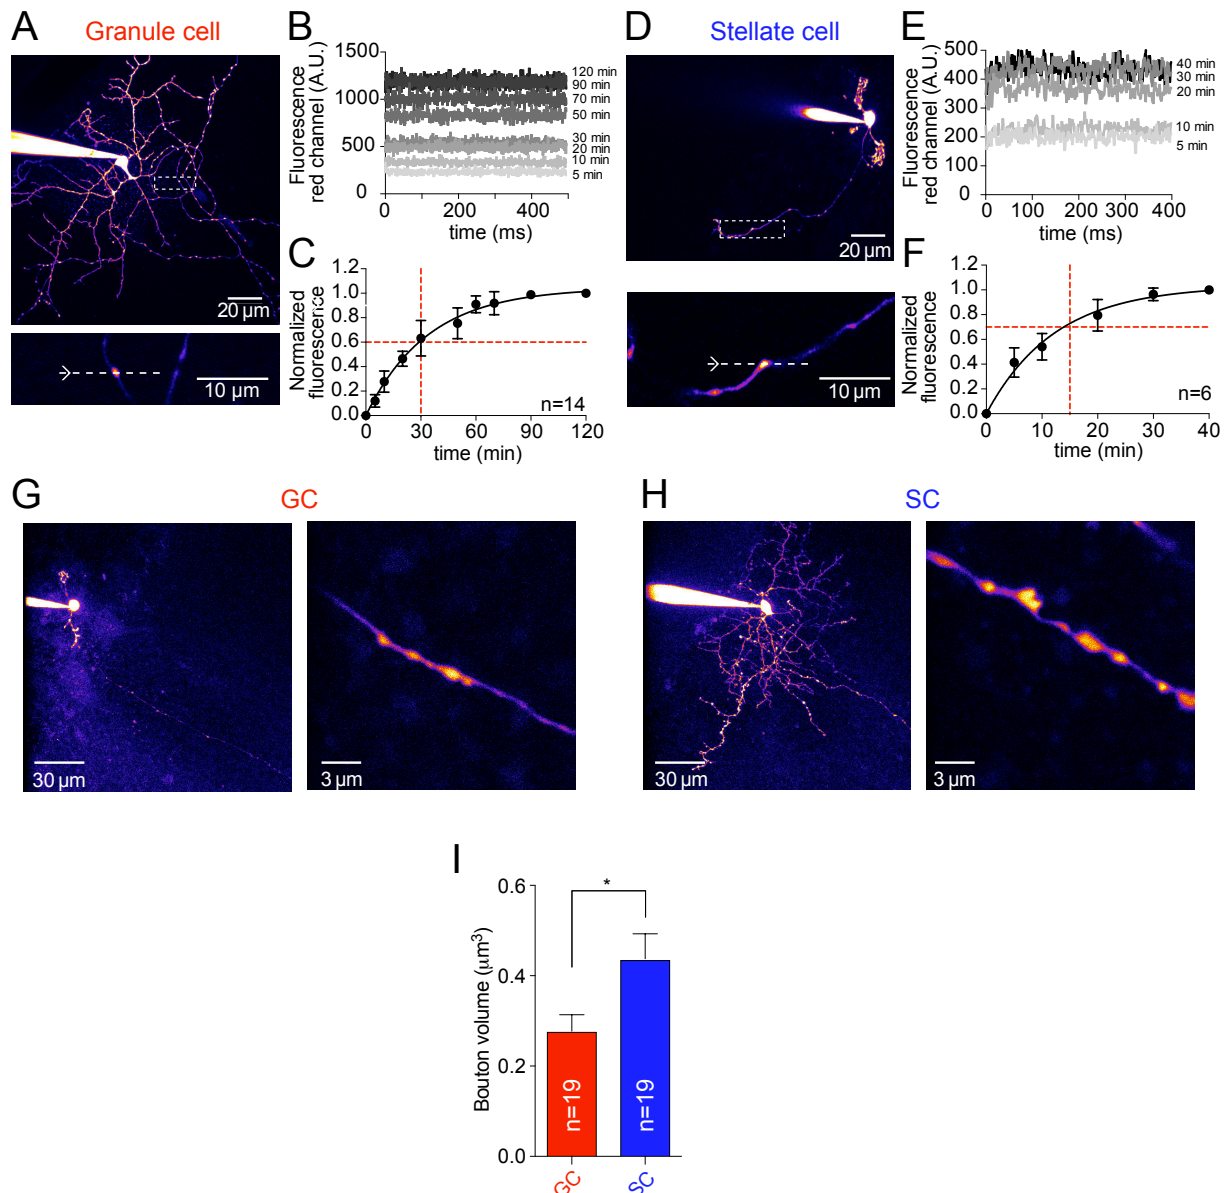 A
Granule cell
20 µm
10 µm
B
Fluorescence
red channel (A.U.)
1500
1000
500
0
120 min
90 min
70 min
50 min
30 min
20 min
10 min
5 min
0
200
400
time (ms)
C
Normalized
fluorescence
1.2
1.0
0.8
0.6
0.4
0.2
0.0
n=14
0
30
60
90
120
time (min)
D
Stellate cell
20 µm
10 µm
E
Fluorescence
red channel (A.U.)
500
400
300
200
100
0
40 min
30 min
20 min
10 min
5 min
0
100
200
300
400
time (ms)
F
Normalized
fluorescence
1.2
1.0
0.8
0.6
0.4
0.2
0.0
n=6
0
10
20
30
40
time (min)
G
GC
30 µm
3 µm
H
SC
30 µm
3 µm
I
Bouton volume (µm³)
0.6
0.4
0.2
0.0
*
n=19
n=19
GC
SC